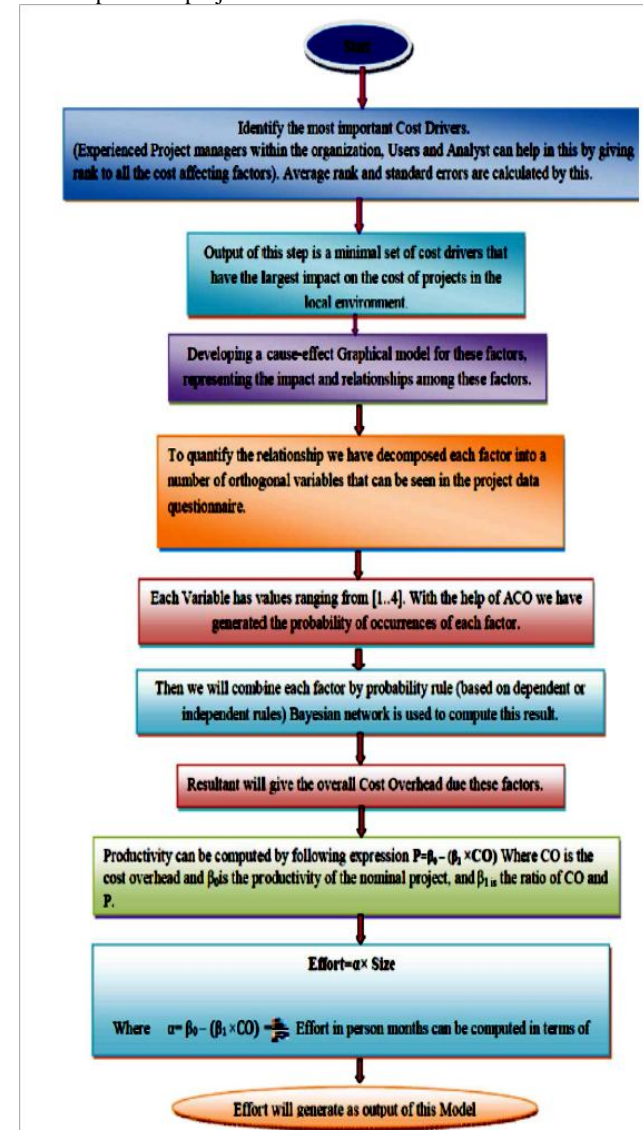 Start
Identify the most important Cost Drivers.
(Experienced Project managers within the organization, Users and Analyst can help in this by giving
rank to all the cost affecting factors). Average rank and standard errors are calculated by this.
Output of this step is a minimal set of cost drivers that
have the largest impact on the cost of projects in the
local environment.
Developing a cause-effect Graphical model for these factors,
representing the impact and relationships among these factors.
To quantify the relationship we have decomposed each factor into a
number of orthogonal variables that can be seen in the project data
questionnaire.
Each Variable has values ranging from [1..4]. With the help of ACO we have
generated the probability of occurrences of each factor.
Then we will combine each factor by probability rule (based on dependent or
independent rules) Bayesian network is used to compute this result.
Resultant will give the overall Cost Overhead due these factors.
Productivity can be computed by following expression P=β₀ – (β₁ ×CO) Where CO is the
cost overhead and β₀is the productivity of the nominal project, and β₁ is the ratio of CO and
P.
Effort=α× Size
Where α= β₀ – (β₁ ×CO) Effort in person months can be computed in terms of
Effort will generate as output of this Model